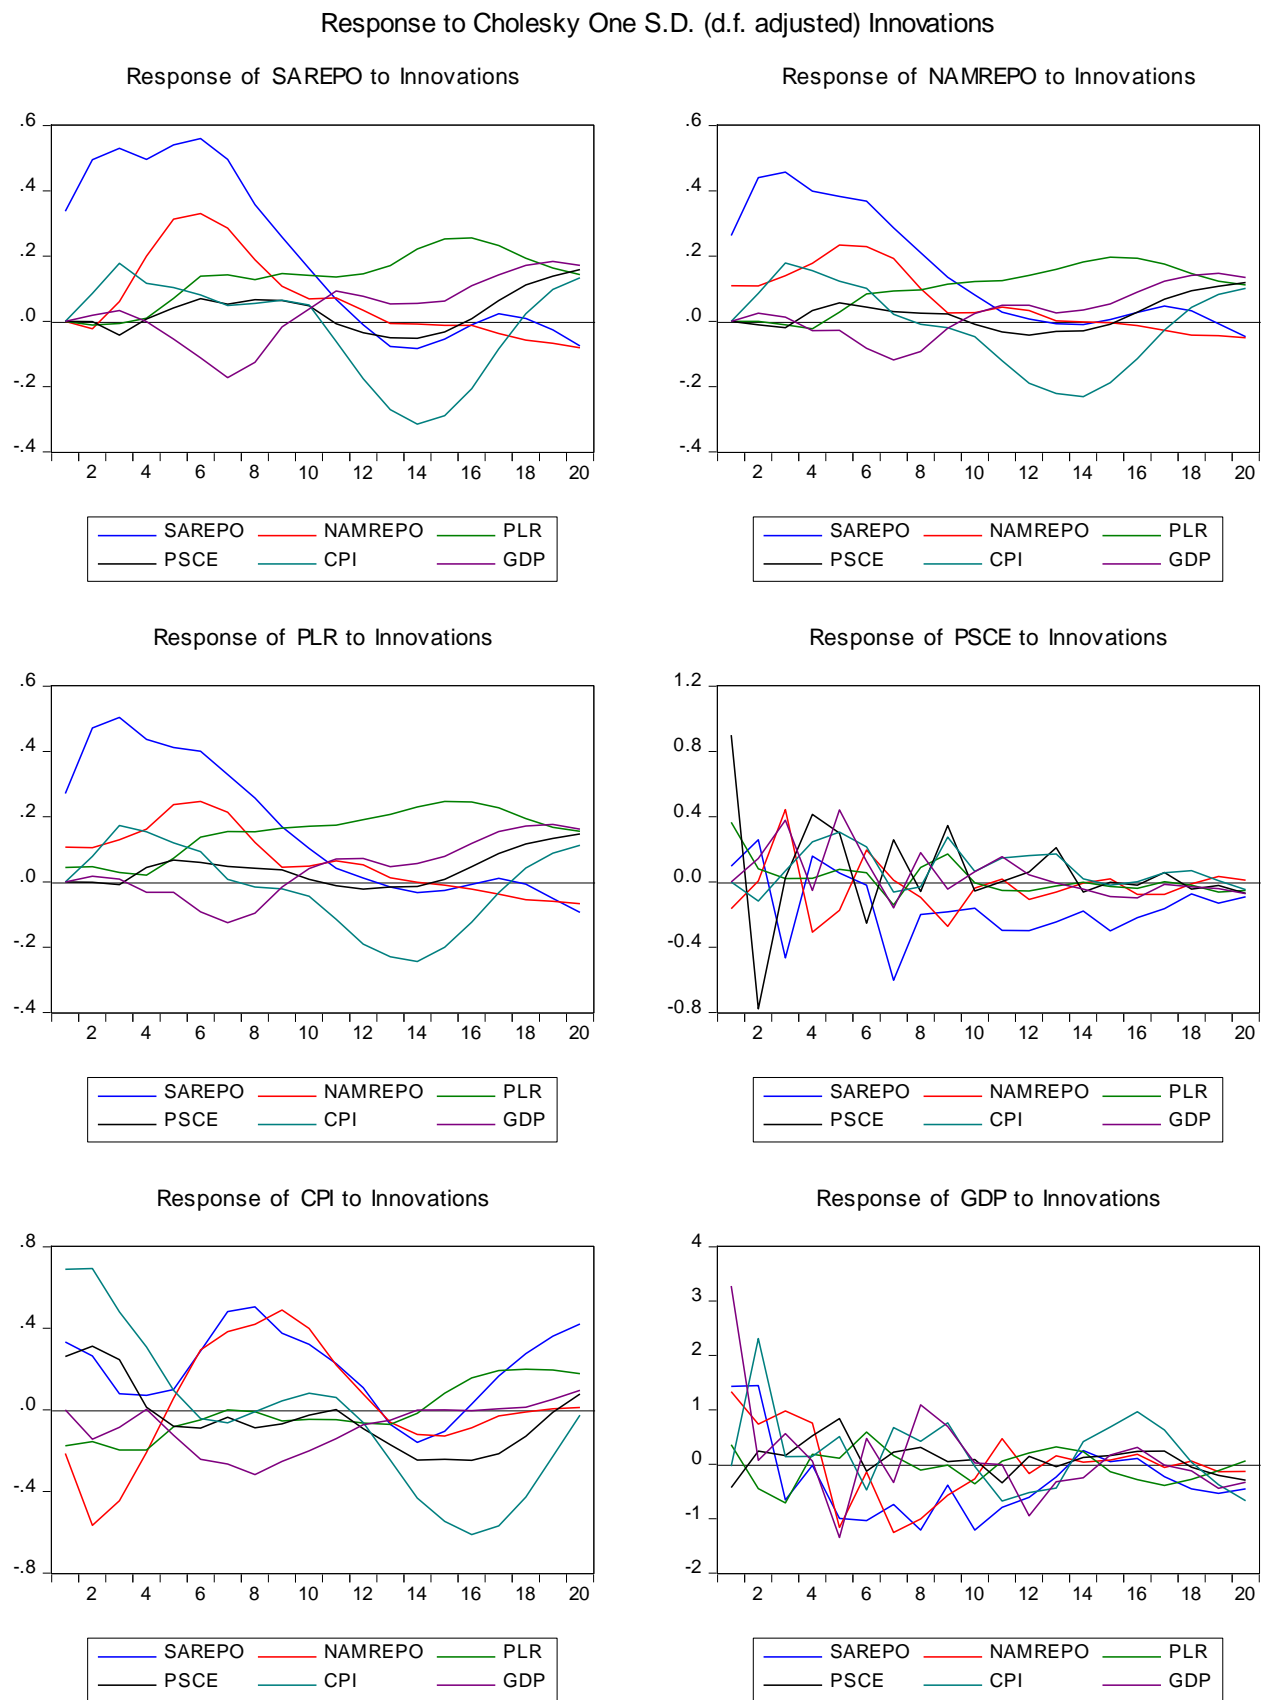 Response to Cholesky One S.D. (d.f. adjusted) Innovations
Response of SAREPO to Innovations
.6
.4
.2
.0
-.2
-.4
2 4 6 8 10 12 14 16 18 20
SAREPO NAMREPO PLR
PSCE CPI GDP
Response of NAMREPO to Innovations
.6
.4
.2
.0
-.2
-.4
2 4 6 8 10 12 14 16 18 20
SAREPO NAMREPO PLR
PSCE CPI GDP
Response of PLR to Innovations
.6
.4
.2
.0
-.2
-.4
2 4 6 8 10 12 14 16 18 20
SAREPO NAMREPO PLR
PSCE CPI GDP
Response of PSCE to Innovations
1.2
0.8
0.4
0.0
-0.4
-0.8
2 4 6 8 10 12 14 16 18 20
SAREPO NAMREPO PLR
PSCE CPI GDP
Response of CPI to Innovations
.8
.4
.0
-.4
-.8
2 4 6 8 10 12 14 16 18 20
SAREPO NAMREPO PLR
PSCE CPI GDP
Response of GDP to Innovations
4
3
2
1
0
-1
-2
2 4 6 8 10 12 14 16 18 20
SAREPO NAMREPO PLR
PSCE CPI GDP